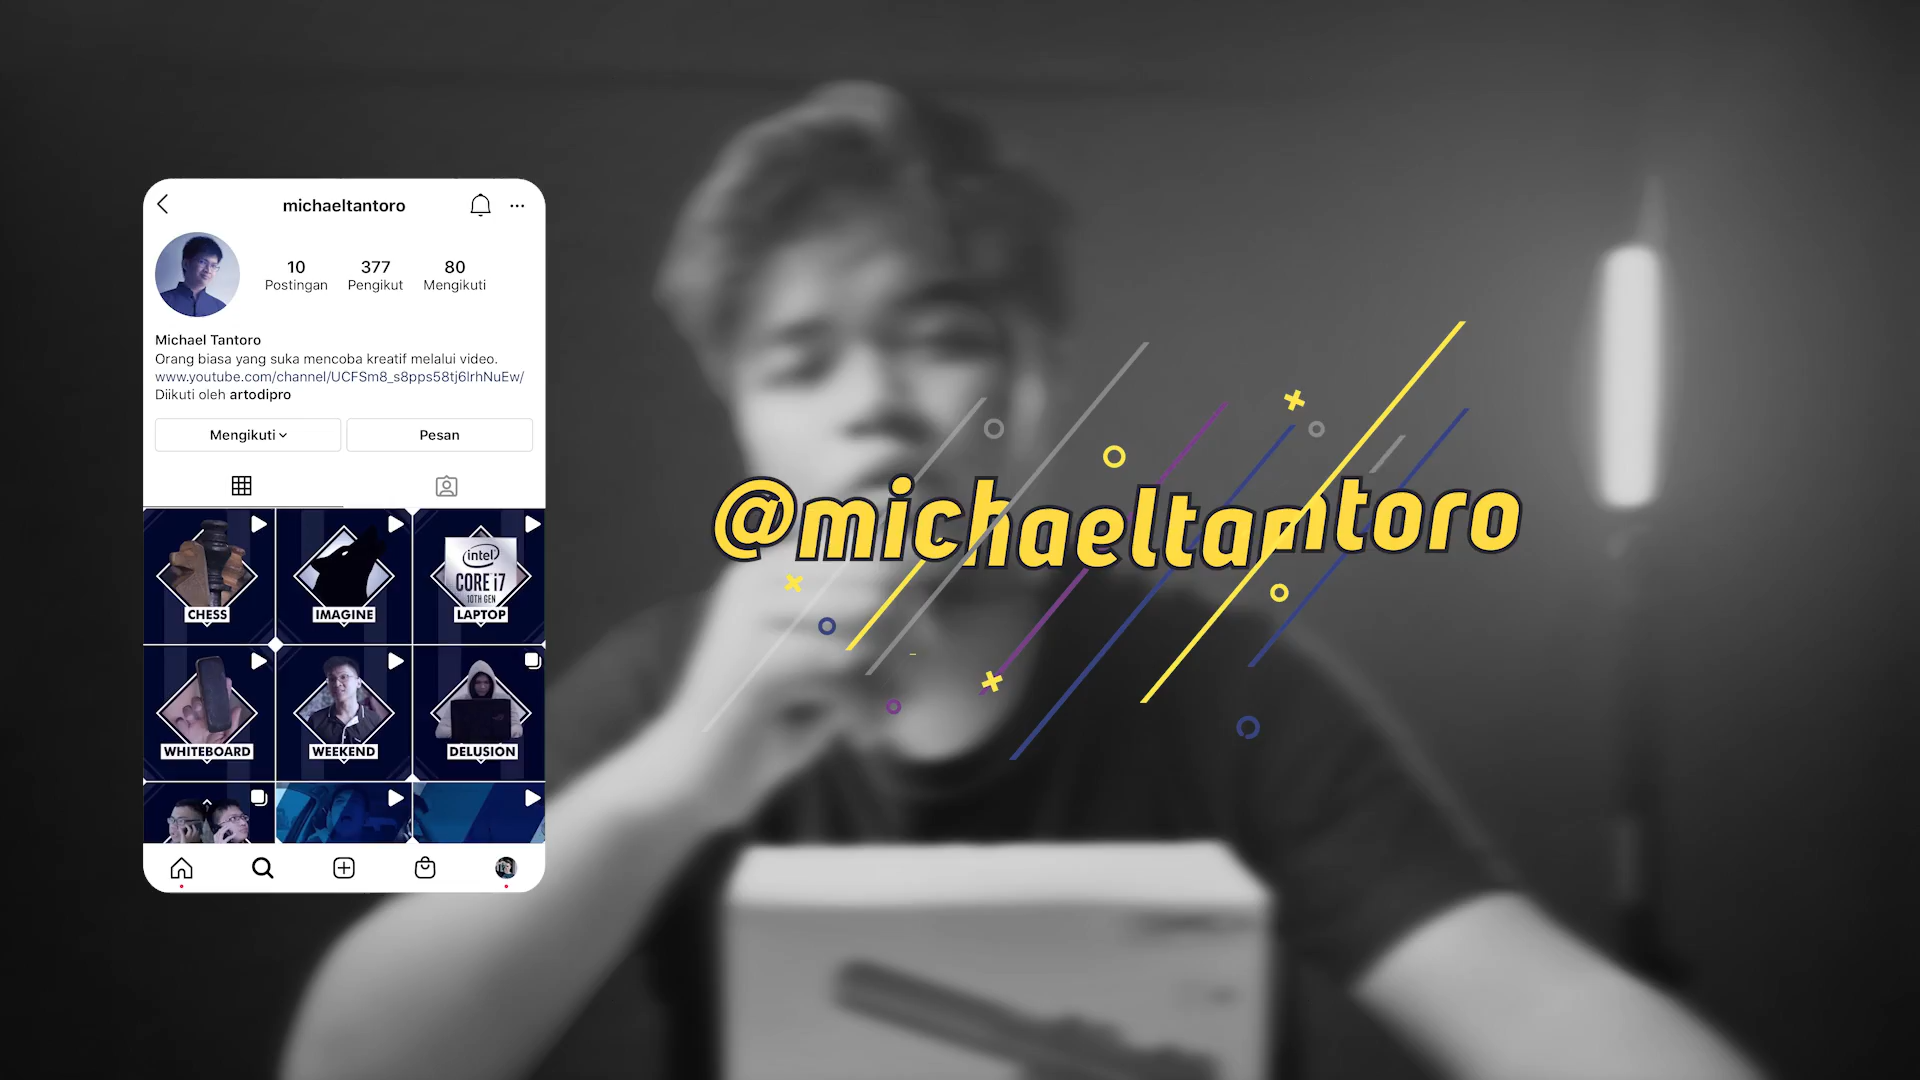 michaeltantoro
10 377 80
Postingan Pengikut Mengikuti
Michael Tantoro
Orang biasa yang suka mencoba kreatif melalui video.
www.youtube.com/channel/UCFSm8_s8pps58tj6lrhNuEw/
Diikuti oleh artodipro
Mengikuti Pesan
intel
CORE i7
10TH GEN
CHESS IMAGINE LAPTOP
WHITEBOARD WEEKEND DELUSION
@michaeltantoro